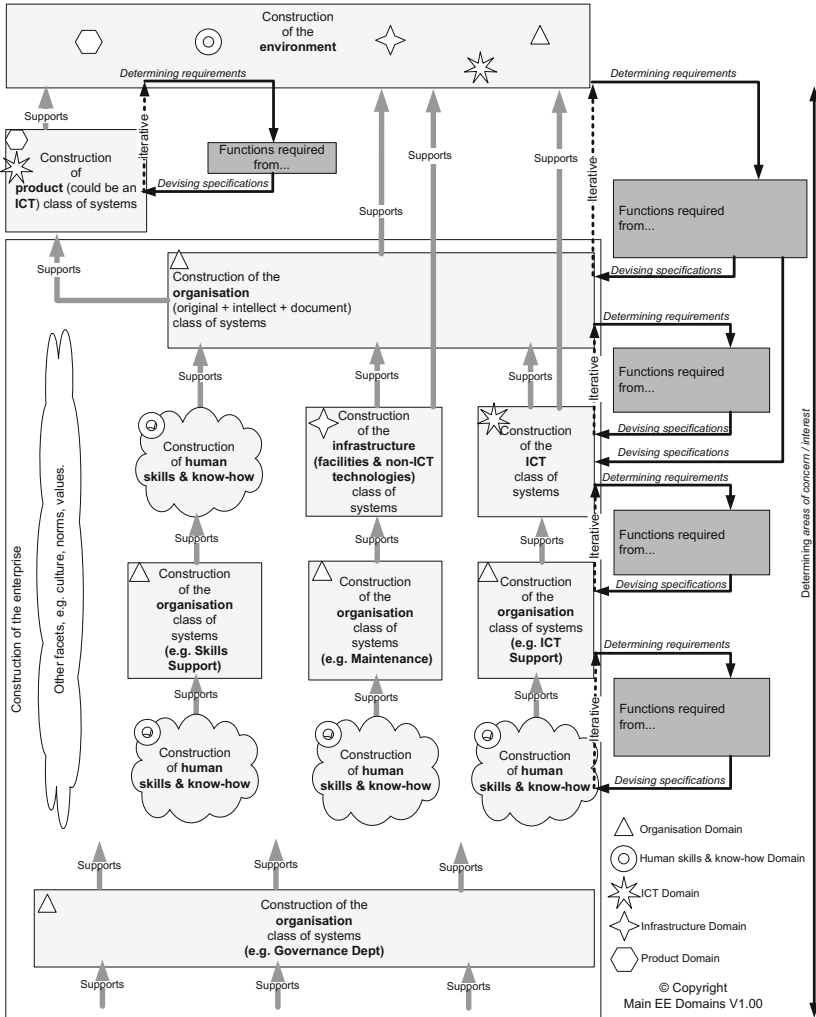 Construction
of the
environment
Determining requirements
Determining requirements
Supports
Iterative
Functions required
from...
Construction
of
product (could be an
ICT) class of systems
Devising specifications
Supports
Supports
Supports
Iterative
Functions required
from...
Supports
Devising specifications
Construction of the
organisation
(original + intellect + document)
class of systems
Determining requirements
Supports
Supports
Supports
Iterative
Functions required
from...
Construction
of human
skills & know-how
Construction
of the
infrastructure
(facilities & non-ICT
technologies)
class of
systems
Construction
of the
ICT
class of
systems
Devising specifications
Devising specifications
Determining requirements
Supports
Supports
Supports
Iterative
Functions required
from...
Construction
of the
organisation
class of
systems
(e.g. Skills
Support)
Construction
of the
organisation
class of
systems
(e.g. Maintenance)
Construction
of the
organisation
class of systems
(e.g. ICT
Support)
Devising specifications
Determining requirements
Supports
Supports
Supports
Iterative
Functions required
from...
Construction
of human
skills & know-how
Construction
of human
skills & know-how
Construction
of human
skills & know-how
Devising specifications
Other facets, e.g. culture, norms, values.
Construction of the enterprise
Determining areas of concern / interest
Supports
Supports
Supports
Construction of the
organisation
class of systems
(e.g. Governance Dept)
Supports
Supports
Supports
Organisation Domain
Human skills & know-how Domain
ICT Domain
Infrastructure Domain
Product Domain
© Copyright
Main EE Domains V1.00